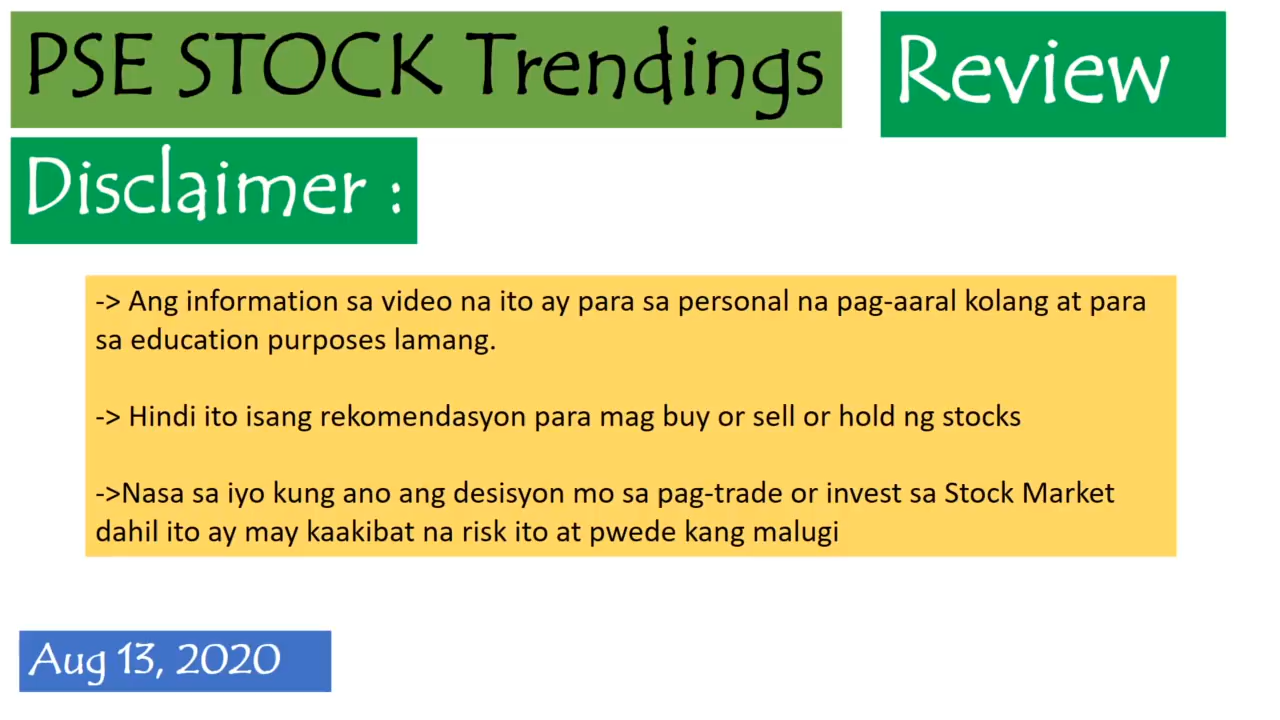 PSE STOCK Trendings
Review
Disclaimer :
-> Ang information sa video na ito ay para sa personal na pag-aaral kolang at para
sa education purposes lamang.
-> Hindi ito isang rekomendasyon para mag buy or sell or hold ng stocks
->Nasa sa iyo kung ano ang desisyon mo sa pag-trade or invest sa Stock Market
dahil ito ay may kaakibat na risk ito at pwede kang malugi
Aug 13, 2020